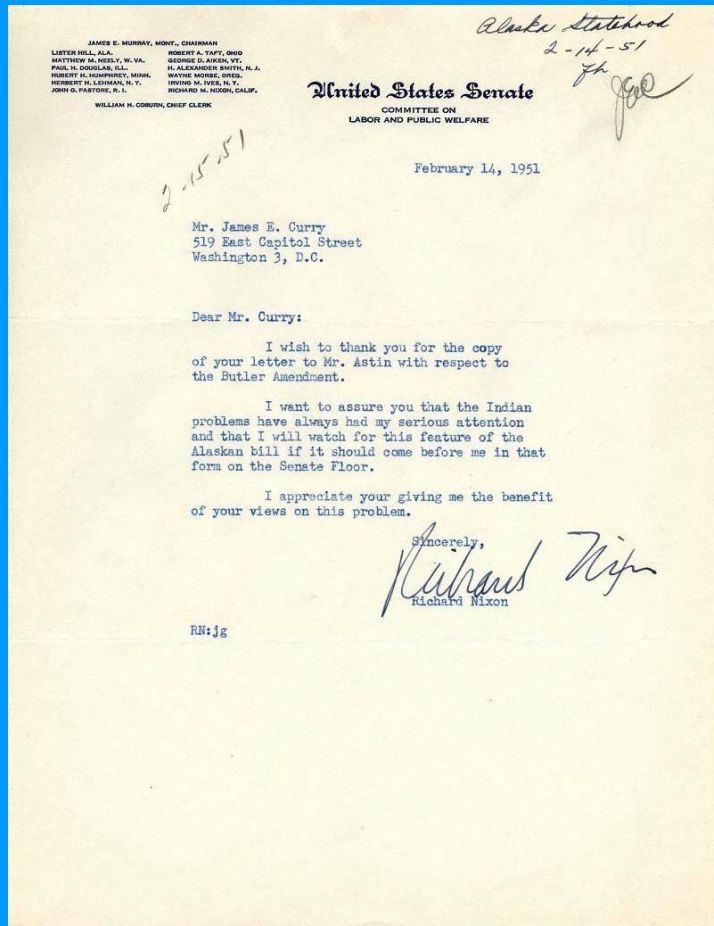 Alaska Statehood
2-14-51
JEC
JAMES E. MURRAY, MONT., CHAIRMAN
LISTER HILL, ALA.
MATTHEW M. NEELY, W. VA.
PAUL H. DOUGLAS, ILL.
HUBERT H. HUMPHREY, MINN.
HERBERT H. LEHMAN, N. Y.
JOHN O. PASTORE, R. I.
ROBERT A. TAFT, OHIO
GEORGE D. AIKEN, VT.
H. ALEXANDER SMITH, N. J.
WAYNE MORSE, OREG.
IRVING M. IVES, N. Y.
RICHARD M. NIXON, CALIF.
WILLIAM H. COBURN, CHIEF CLERK
United States Senate
COMMITTEE ON
LABOR AND PUBLIC WELFARE
2-15-51
February 14, 1951
Mr. James E. Curry
519 East Capitol Street
Washington 3, D.C.
Dear Mr. Curry:
I wish to thank you for the copy
of your letter to Mr. Astin with respect to
the Butler Amendment.
I want to assure you that the Indian
problems have always had my serious attention
and that I will watch for this feature of the
Alaskan bill if it should come before me in that
form on the Senate Floor.
I appreciate your giving me the benefit
of your views on this problem.
Sincerely,
Richard Nixon
Richard Nixon
RN:jg